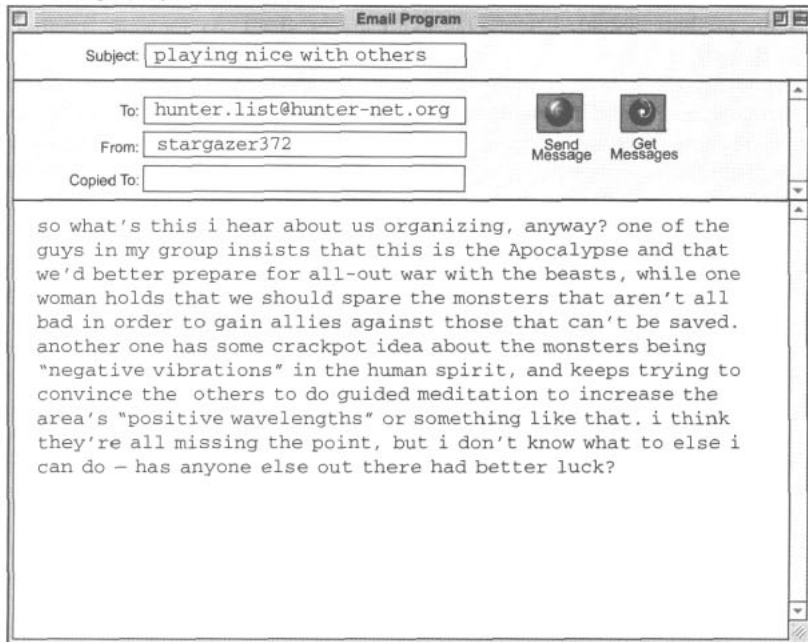 Email Program
Subject: playing nice with others
To: hunter.list@hunter-net.org
From: stargazer372
Copied To:
Send Message
Get Messages
so what's this i hear about us organizing, anyway? one of the
guys in my group insists that this is the Apocalypse and that
we'd better prepare for all-out war with the beasts, while one
woman holds that we should spare the monsters that aren't all
bad in order to gain allies against those that can't be saved.
another one has some crackpot idea about the monsters being
"negative vibrations" in the human spirit, and keeps trying to
convince the others to do guided meditation to increase the
area's "positive wavelengths" or something like that. i think
they're all missing the point, but i don't know what to else i
can do — has anyone else out there had better luck?